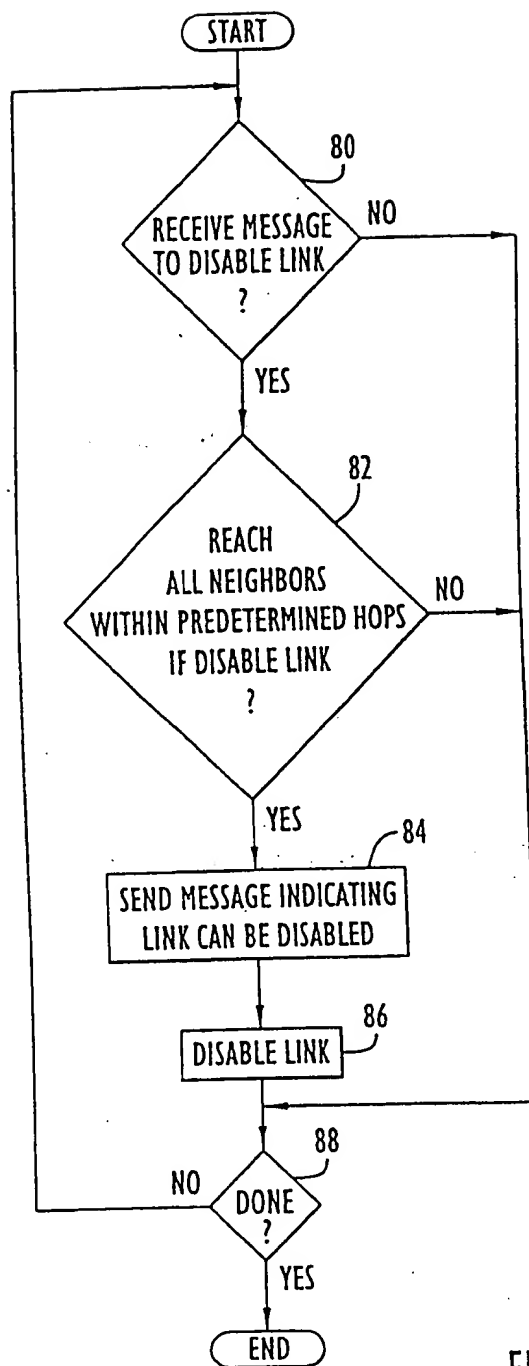 START
80
RECEIVE MESSAGE
TO DISABLE LINK
?
NO
YES
82
REACH
ALL NEIGHBORS
WITHIN PREDETERMINED HOPS
IF DISABLE LINK
?
NO
YES
84
SEND MESSAGE INDICATING
LINK CAN BE DISABLED
86
DISABLE LINK
88
NO
DONE
?
YES
END